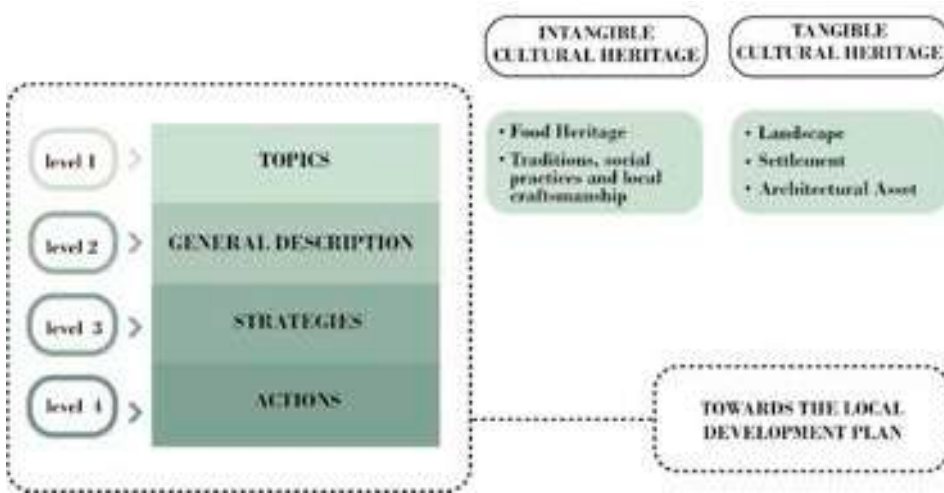 INTANGIBLE
CULTURAL HERITAGE
TANGIBLE
CULTURAL HERITAGE
level 1
TOPICS
• Food Heritage
• Traditions, social
practices and local
craftsmanship
• Landscape
• Settlement
• Architectural Asset
level 2
GENERAL DESCRIPTION
level 3
STRATEGIES
level 4
ACTIONS
TOWARDS THE LOCAL
DEVELOPMENT PLAN